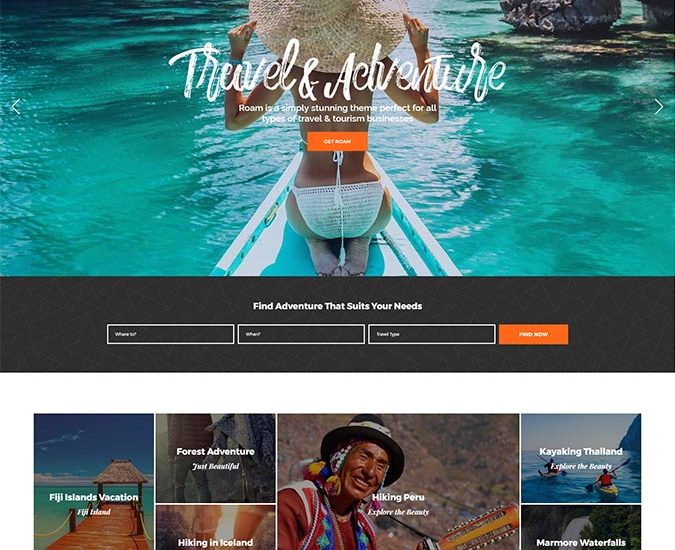 Travel & Adventure
Roam is a simply stunning theme perfect for all
types of travel & tourism businesses
GET ROAM
Find Adventure That Suits Your Needs
Where to?
When?
Travel Type
FIND NOW
Fiji Islands Vacation
Fiji Island
Forest Adventure
Just Beautiful
Hiking in Iceland
Hiking Peru
Explore the Beauty
Kayaking Thailand
Explore the Beauty
Marmore Waterfalls